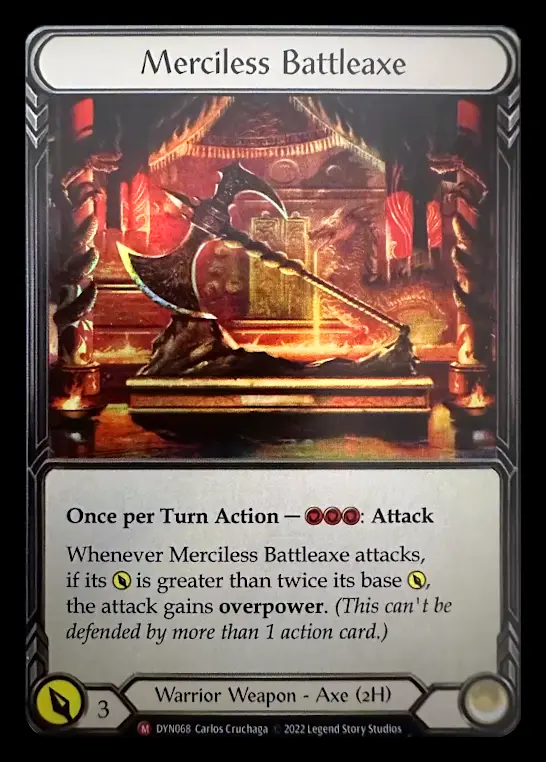 Merciless Battleaxe
Once per Turn Action — : Attack
Whenever Merciless Battleaxe attacks,
if its is greater than twice its base ,
the attack gains overpower. (This can't be
defended by more than 1 action card.)
3
Warrior Weapon - Axe (2H)
M DYN068 Carlos Cruchaga © 2022 Legend Story Studios